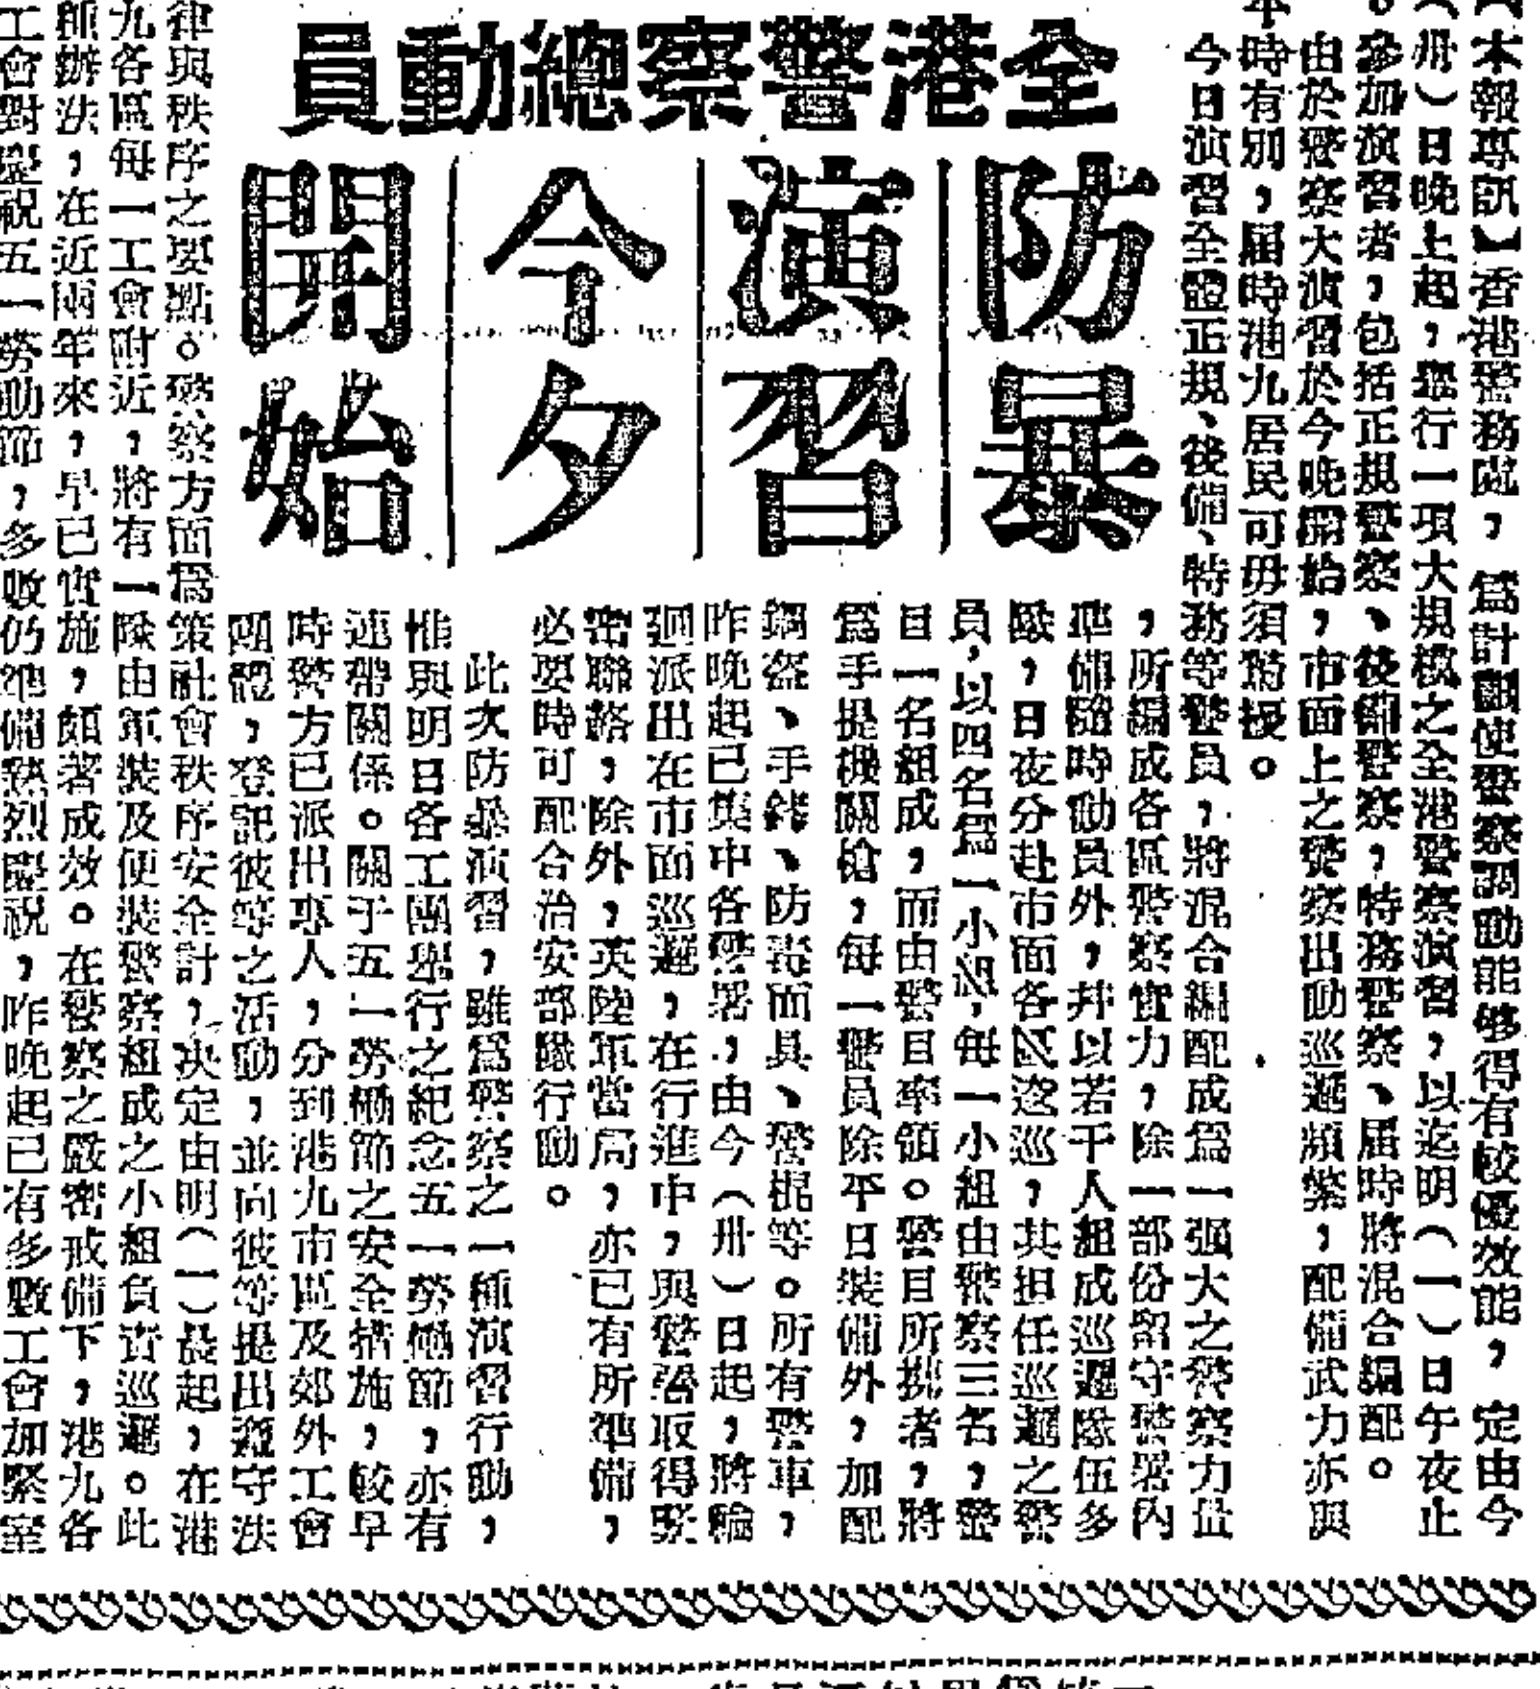 全港警察總動員
防暴
演習
今夕
開始
【本報專訊】香港警務處,爲計劃使警察調動能够得有較優效能,定由今
(卅)日晚上起,舉行一項大規模之全港警察演習,以迄明(一)日午夜止
。參加演習者,包括正規警察、後備警察,特務警察、屆時將混合編配。
由於警察大演習於今晚開始,市面上之警察出動巡邏頻繁,配備武力亦與
平時有別,屆時港九居民可毋須驚擾。
今日演習全體正規、後備、特務等警員,將混合編配成爲一强大之警察力量
,所編成各區警察實力,除一部份留守警署內
準備隨時動員外,幷以若干人組成巡邏隊伍多
隊,日夜分赴市面各區逡巡,其担任巡邏之警
員,以四名爲一小組,每一小組由警察三名,警
目一名組成,而由警目率領。警目所携者,將
爲手提機關槍,每一警員除平日裝備外,加配
鋼盔、手鐐、防毒面具、警棍等。所有警車,
昨晚起已集中各警署,由今(卅)日起,將輪
廻派出在市面巡邏,在行進中,與警署取得緊
密聯絡,除外,英陸軍當局,亦已有所準備,
必要時可配合治安部隊行動。
此次防暴演習,雖爲警察之一種演習行動,
惟與明日各工團舉行之紀念五一勞働節,亦有
連帶關係。關于五一勞働節之安全措施,較早
時警方已派出專人,分到港九市區及郊外工會
團體,登記彼等之活動,並向彼等提出遵守法
律與秩序之要點。警察方面爲策社會秩序安全計,決定由明(一)晨起,在港
九各區每一工會附近,將有一隊由軍裝及便裝警察組成之小組負責巡邏。此
種辦法,在近兩年來,早已實施,頗著成效。在警察之嚴密戒備下,港九各
工會對慶祝五一勞動節,多數仍準備熱烈慶祝,昨晚起已有多數工會加緊室